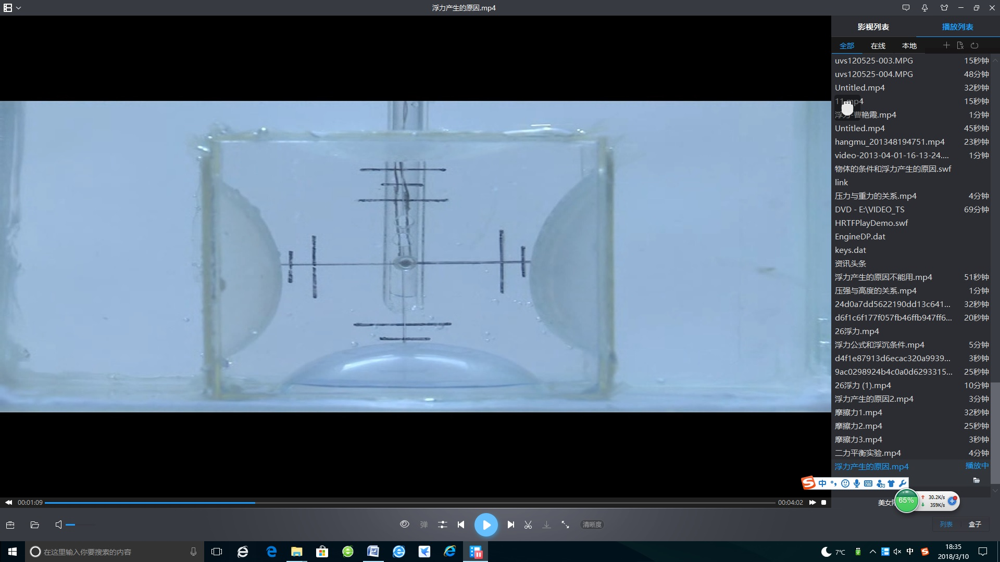 浮力产生的原因.mp4
影视列表 播放列表
全部 在线 本地
uvs120525-003.MPG 15秒钟
uvs120525-004.MPG 48分钟
Untitled.mp4 32秒钟
11.mp4 15秒钟
浮力-曹艳霞.mp4 1分钟
Untitled.mp4 45秒钟
hangmu_201348194751.mp4 23秒钟
video-2013-04-01-16-13-24.... 1分钟
物体的条件和浮力产生的原因.swf
link
压力与重力的关系.mp4 4分钟
DVD - E:\VIDEO_TS 69分钟
HRTFPlayDemo.swf
EngineDP.dat
keys.dat
资讯头条
浮力产生的原因不能用.mp4 51秒钟
压强与高度的关系.mp4 1分钟
24d0a7dd5622190dd13c641... 32秒钟
d6f1c6f177f057fb46ffb947ff6... 20秒钟
26浮力.mp4
浮力公式和浮沉条件.mp4 5分钟
d4f1e87913d6ecac320a9939... 3秒钟
9ac0298924b4c0a0d6293315... 25秒钟
26浮力 (1).mp4 10分钟
浮力产生的原因2.mp4 3分钟
摩擦力1.mp4 32秒钟
摩擦力2.mp4 25秒钟
摩擦力3.mp4 3秒钟
二力平衡实验.mp4 4分钟
浮力产生的原因.mp4 播放中
中
00:01:09 00:04:02
美女
65% 30.2K/s
359K/s
弹 清晰度
列表 盒子
在这里输入你要搜索的内容
7℃ 中
18:35
2018/3/10